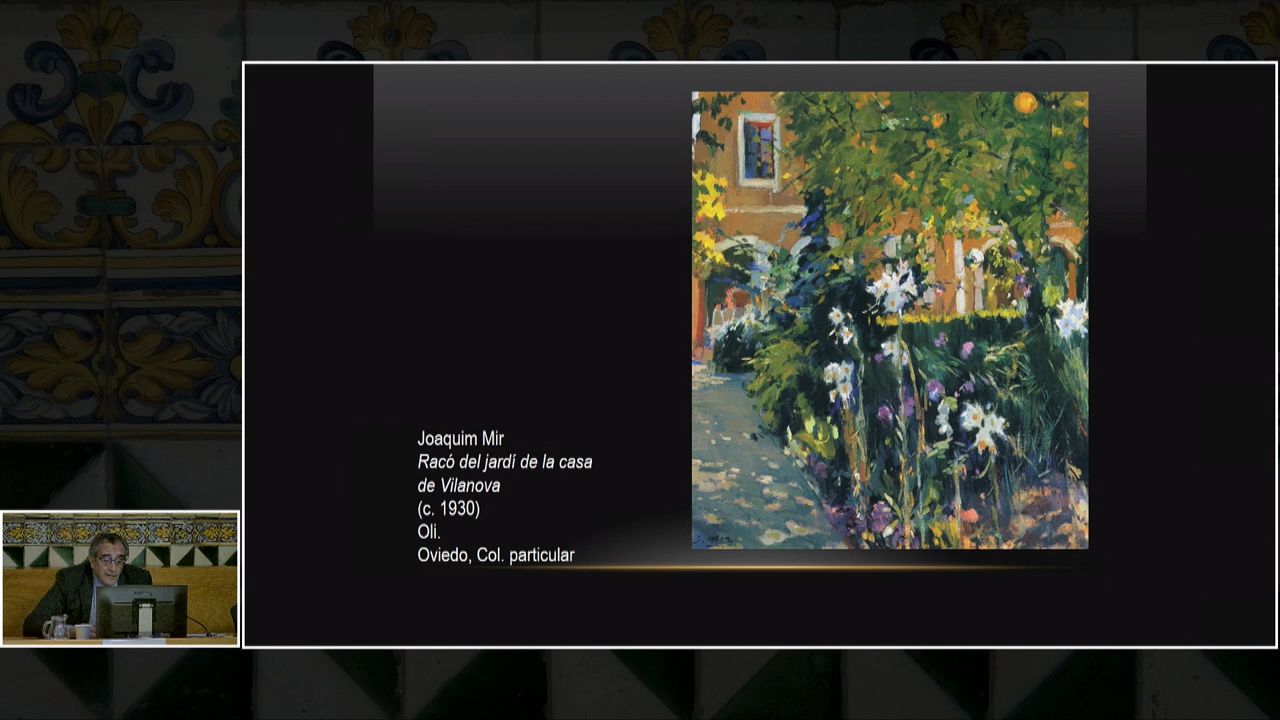 Joaquim Mir
Racó del jardí de la casa
de Vilanova
(c. 1930)
Oli.
Oviedo, Col. particular